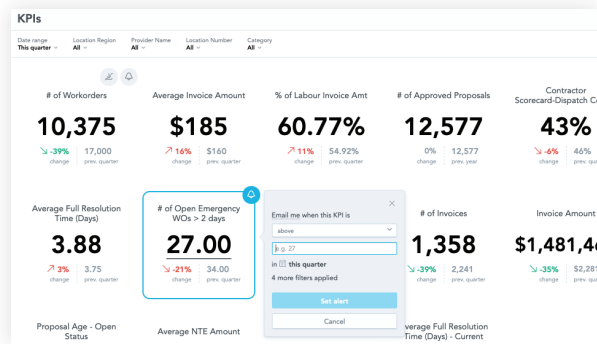 KPIs
Date range
This quarter
Location Region
All
Provider Name
All
Location Number
All
Category
All
# of Workorders
10,375
-39%
change
17,000
prev. quarter
Average Invoice Amount
$185
16%
change
$160
prev. quarter
% of Labour Invoice Amt
60.77%
11%
change
54.92%
prev. quarter
# of Approved Proposals
12,577
0%
change
12,577
prev. year
Contractor
Scorecard-Dispatch C
43%
-6%
change
46%
prev. qu
Average Full Resolution
Time (Days)
3.88
3%
change
3.75
prev. quarter
# of Open Emergency
WOs > 2 days
27.00
-21%
change
34.00
prev. quarter
Email me when this KPI is
above
e.g. 27
in this quarter
4 more filters applied
Set alert
Cancel
# of Invoices
1,358
-39%
change
2,241
prev. quarter
Invoice Amount
$1,481,4
-35%
change
$2,281
prev. qua
Proposal Age - Open
Status
Average NTE Amount
verage Full Resolution
Time (Days) - Current